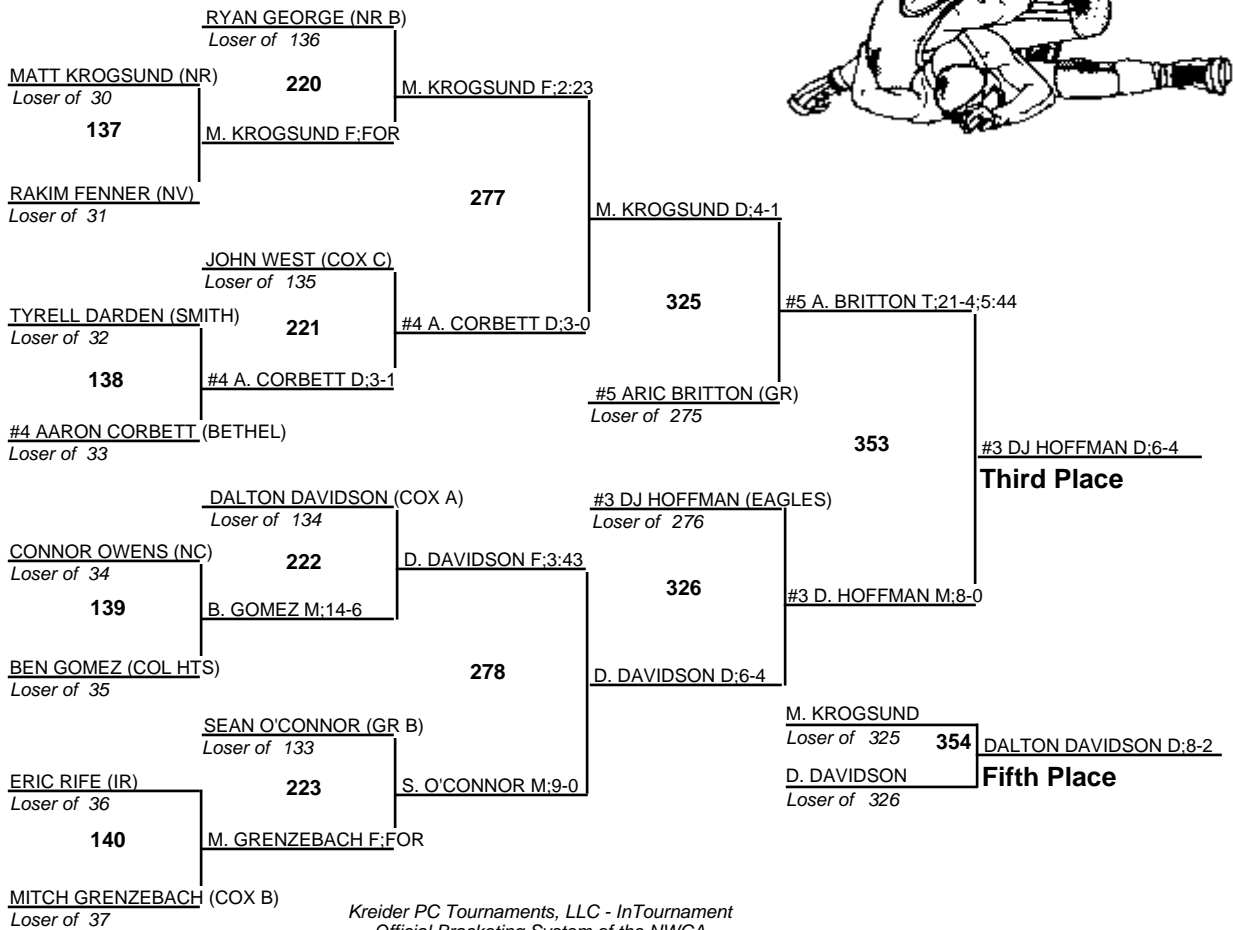 RYAN GEORGE (NR B)
Loser of 136
MATT KROGSUND (NR)
Loser of 30
220
M. KROGSUND F;2:23
137
M. KROGSUND F;FOR
RAKIM FENNER (NV)
Loser of 31
277
M. KROGSUND D;4-1
JOHN WEST (COX C)
Loser of 135
TYRELL DARDEN (SMITH)
Loser of 32
221
#4 A. CORBETT D;3-0
325
#5 A. BRITTON T;21-4;5:44
138
#4 A. CORBETT D;3-1
#5 ARIC BRITTON (GR)
Loser of 275
#4 AARON CORBETT (BETHEL)
Loser of 33
353
#3 DJ HOFFMAN D;6-4
Third Place
DALTON DAVIDSON (COX A)
Loser of 134
#3 DJ HOFFMAN (EAGLES)
Loser of 276
CONNOR OWENS (NC)
Loser of 34
222
D. DAVIDSON F;3:43
326
#3 D. HOFFMAN M;8-0
139
B. GOMEZ M;14-6
BEN GOMEZ (COL HTS)
Loser of 35
278
D. DAVIDSON D;6-4
SEAN O'CONNOR (GR B)
Loser of 133
M. KROGSUND
Loser of 325
354
DALTON DAVIDSON D;8-2
Fifth Place
D. DAVIDSON
Loser of 326
ERIC RIFE (IR)
Loser of 36
223
S. O'CONNOR M;9-0
140
M. GRENZEBACH F;FOR
MITCH GRENZEBACH (COX B)
Loser of 37
Kreider PC Tournaments, LLC - InTournament
Official Bracketing System of the NWCA